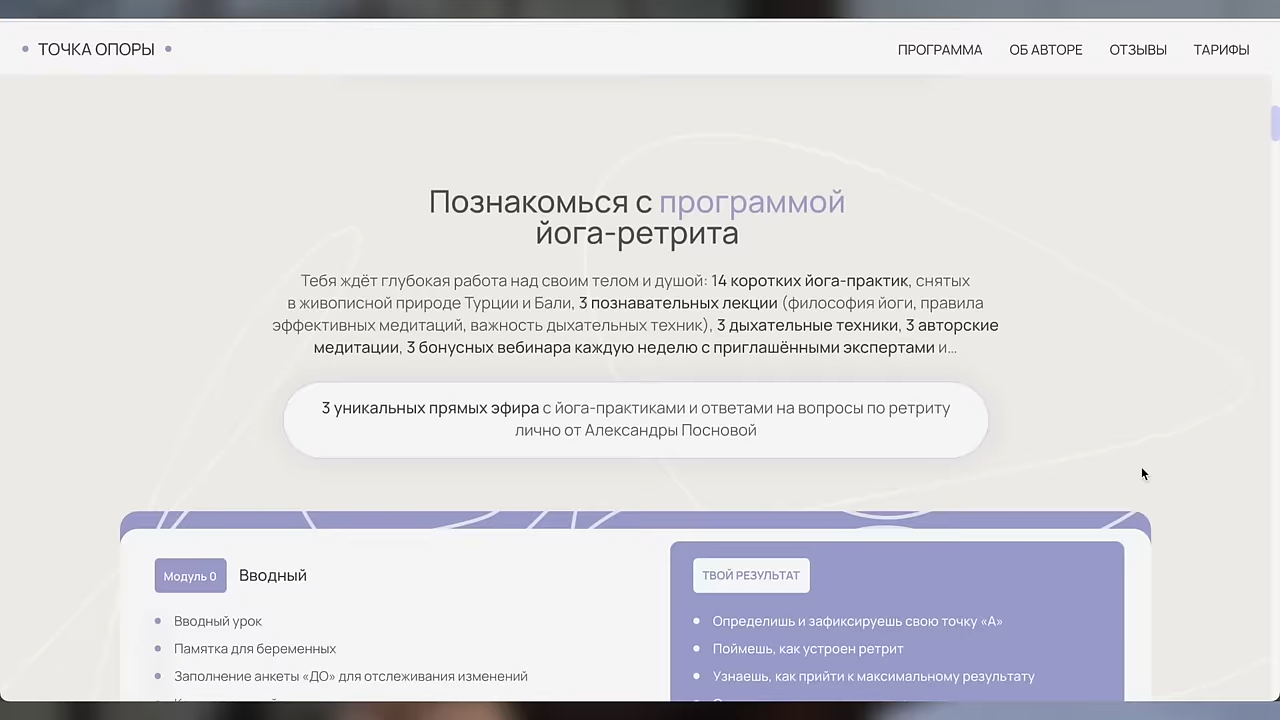 ТОЧКА ОПОРЫ
ПРОГРАММА ОБ АВТОРЕ ОТЗЫВЫ ТАРИФЫ
Познакомься с программой
йога-ретрита
Тебя ждёт глубокая работа над своим телом и душой: 14 коротких йога-практик, снятых
в живописной природе Турции и Бали, 3 познавательных лекции (философия йоги, правила
эффективных медитаций, важность дыхательных техник), 3 дыхательные техники, 3 авторские
медитации, 3 бонусных вебинара каждую неделю с приглашёнными экспертами и…
3 уникальных прямых эфира с йога-практиками и ответами на вопросы по ретриту
лично от Александры Посновой
Модуль 0 Вводный
Вводный урок
Памятка для беременных
Заполнение анкеты «ДО» для отслеживания изменений
ТВОЙ РЕЗУЛЬТАТ
Определишь и зафиксируешь свою точку «А»
Поймешь, как устроен ретрит
Узнаешь, как прийти к максимальному результату